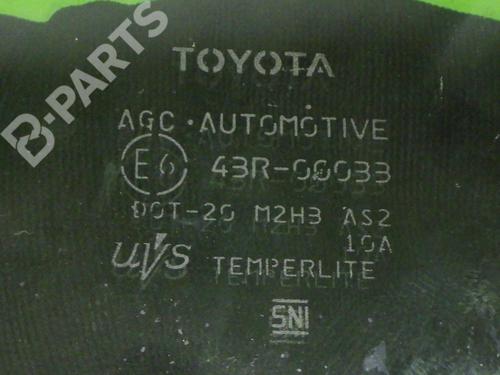 B-PARTS
TOYOTA
AGC · AUTOMOTIVE
E6 43R-00033
DOT-20 M2H3 AS2
10A
UVS TEMPERLITE
SNI